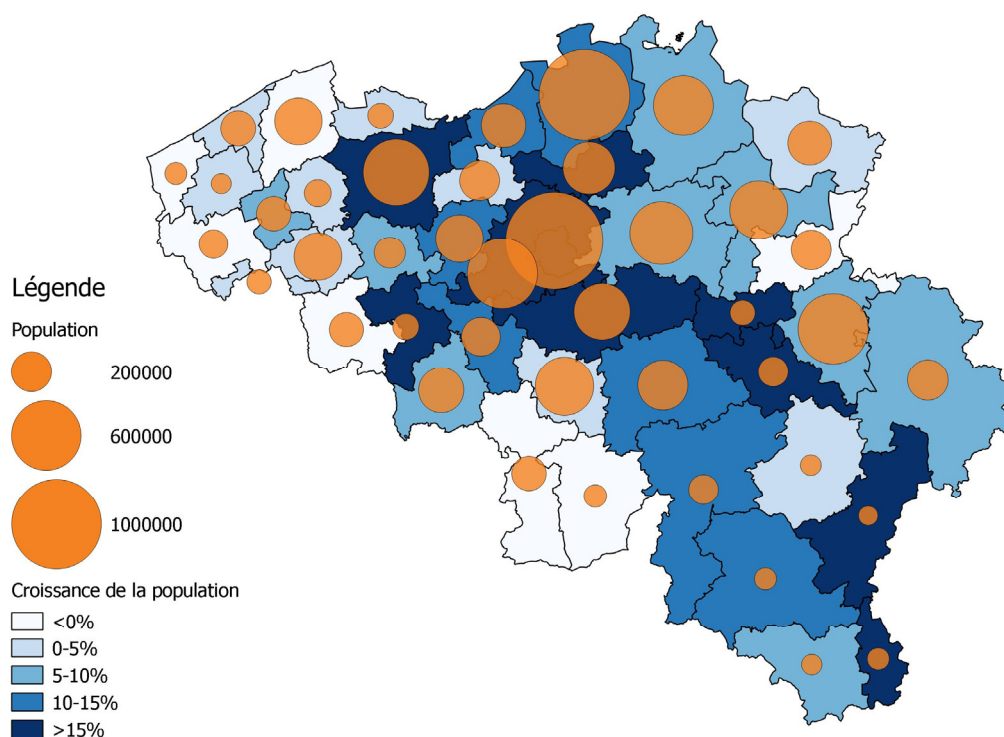 Légende
Population
200000
600000
1000000
Croissance de la population
<0%
0-5%
5-10%
10-15%
>15%